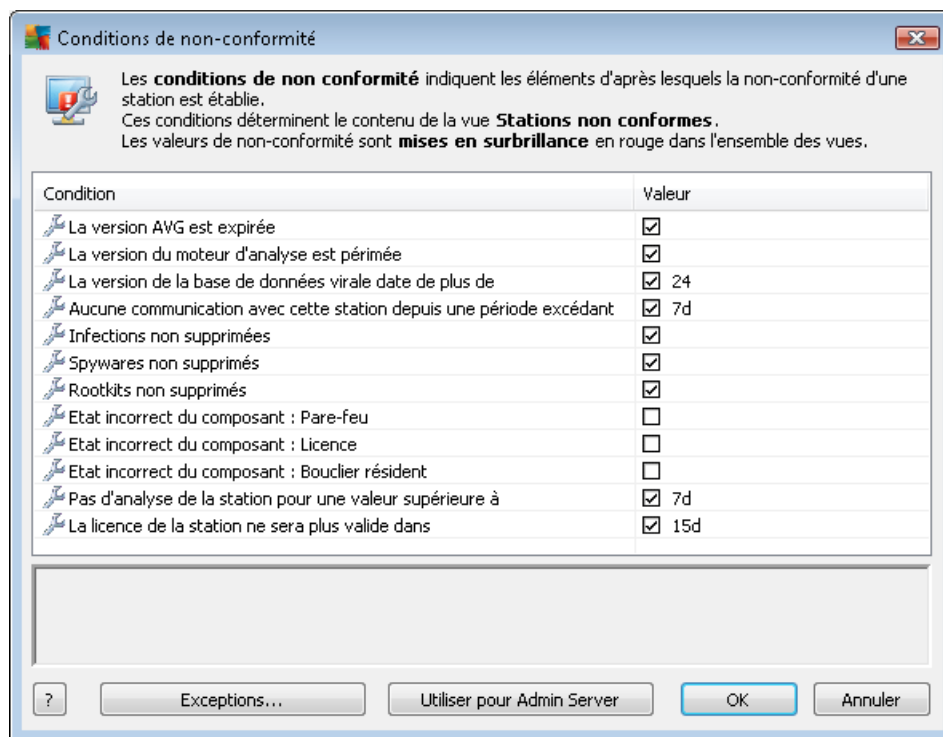 Conditions de non-conformité
Les conditions de non conformité indiquent les éléments d'après lesquels la non-conformité d'une
station est établie.
Ces conditions déterminent le contenu de la vue Stations non conformes.
Les valeurs de non-conformité sont mises en surbrillance en rouge dans l'ensemble des vues.
Condition Valeur
La version AVG est expirée
La version du moteur d'analyse est périmée
La version de la base de données virale date de plus de 24
Aucune communication avec cette station depuis une période excédant 7d
Infections non supprimées
Spywares non supprimés
Rootkits non supprimés
Etat incorrect du composant : Pare-feu
Etat incorrect du composant : Licence
Etat incorrect du composant : Bouclier résident
Pas d'analyse de la station pour une valeur supérieure à 7d
La licence de la station ne sera plus valide dans 15d
? Exceptions... Utiliser pour Admin Server OK Annuler